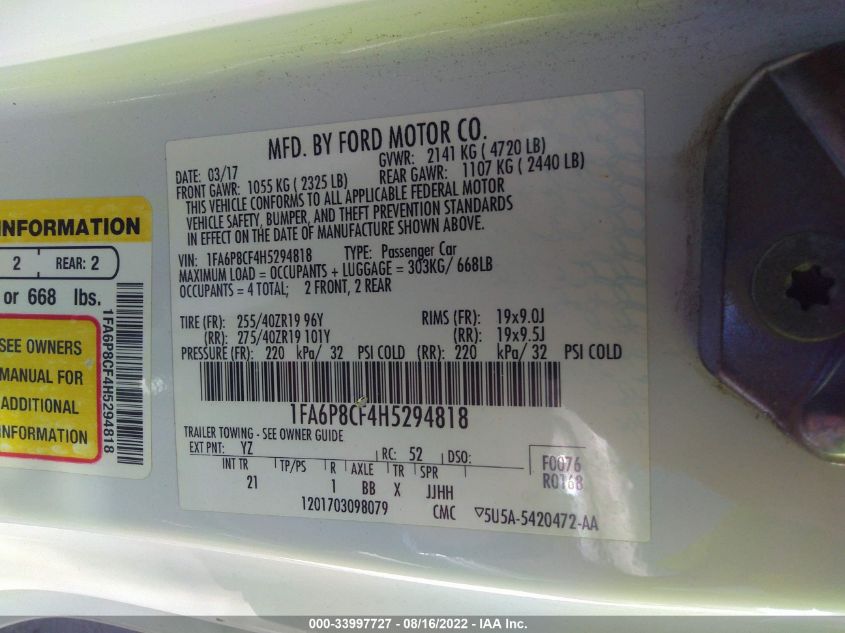 INFORMATION
2 REAR: 2
or 668 lbs.
SEE OWNERS
MANUAL FOR
ADDITIONAL
INFORMATION
1FA6P8CF4H5294818
MFD. BY FORD MOTOR CO.
DATE: 03/17 GVWR: 2141 KG ( 4720 LB)
FRONT GAWR: 1055 KG ( 2325 LB) REAR GAWR: 1107 KG ( 2440 LB)
THIS VEHICLE CONFORMS TO ALL APPLICABLE FEDERAL MOTOR
VEHICLE SAFETY, BUMPER, AND THEFT PREVENTION STANDARDS
IN EFFECT ON THE DATE OF MANUFACTURE SHOWN ABOVE.
VIN: 1FA6P8CF4H5294818 TYPE: Passenger Car
MAXIMUM LOAD = OCCUPANTS + LUGGAGE = 303KG/ 668LB
OCCUPANTS = 4 TOTAL; 2 FRONT, 2 REAR
TIRE (FR): 255/40ZR19 96Y RIMS (FR): 19x9.0J
(RR): 275/40ZR19 101Y (RR): 19x9.5J
PRESSURE (FR): 220 kPa/ 32 PSI COLD (RR): 220 kPa/ 32 PSI COLD
1FA6P8CF4H5294818
TRAILER TOWING - SEE OWNER GUIDE
EXT PNT: YZ RC: 52 DSO:
F0076
R0168
INT TR TP/PS R AXLE TR SPR
21 1 BB X JJHH
1201703098079 CMC ▽5U5A-5420472-AA
000-33997727 - 08/16/2022 - IAA Inc.